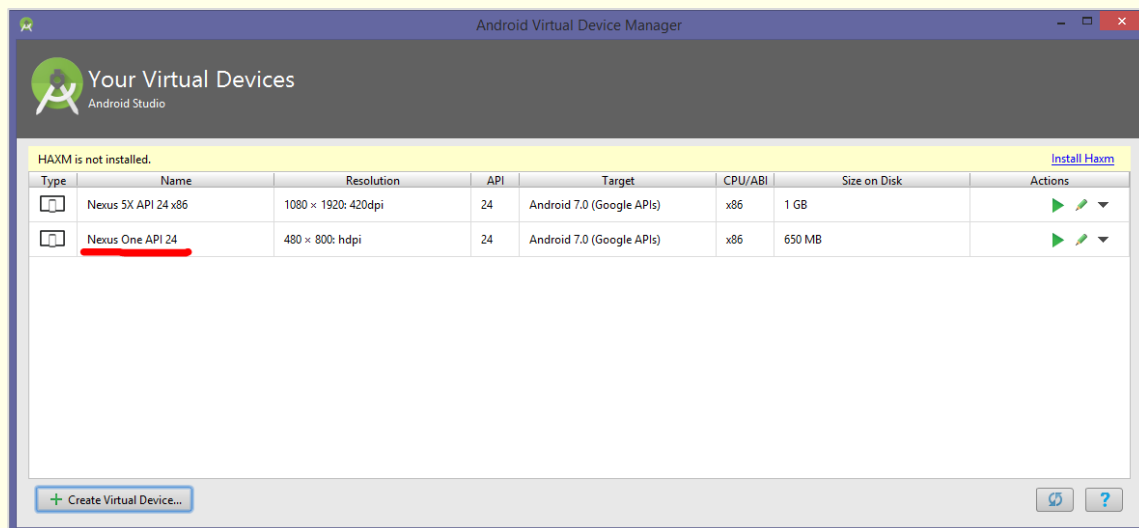 Android Virtual Device Manager
Your Virtual Devices
Android Studio
HAXM is not installed. Install Haxm
Type Name Resolution API Target CPU/ABI Size on Disk Actions
Nexus 5X API 24 x86 1080 × 1920: 420dpi 24 Android 7.0 (Google APIs) x86 1 GB
Nexus One API 24 480 × 800: hdpi 24 Android 7.0 (Google APIs) x86 650 MB
+ Create Virtual Device... ?